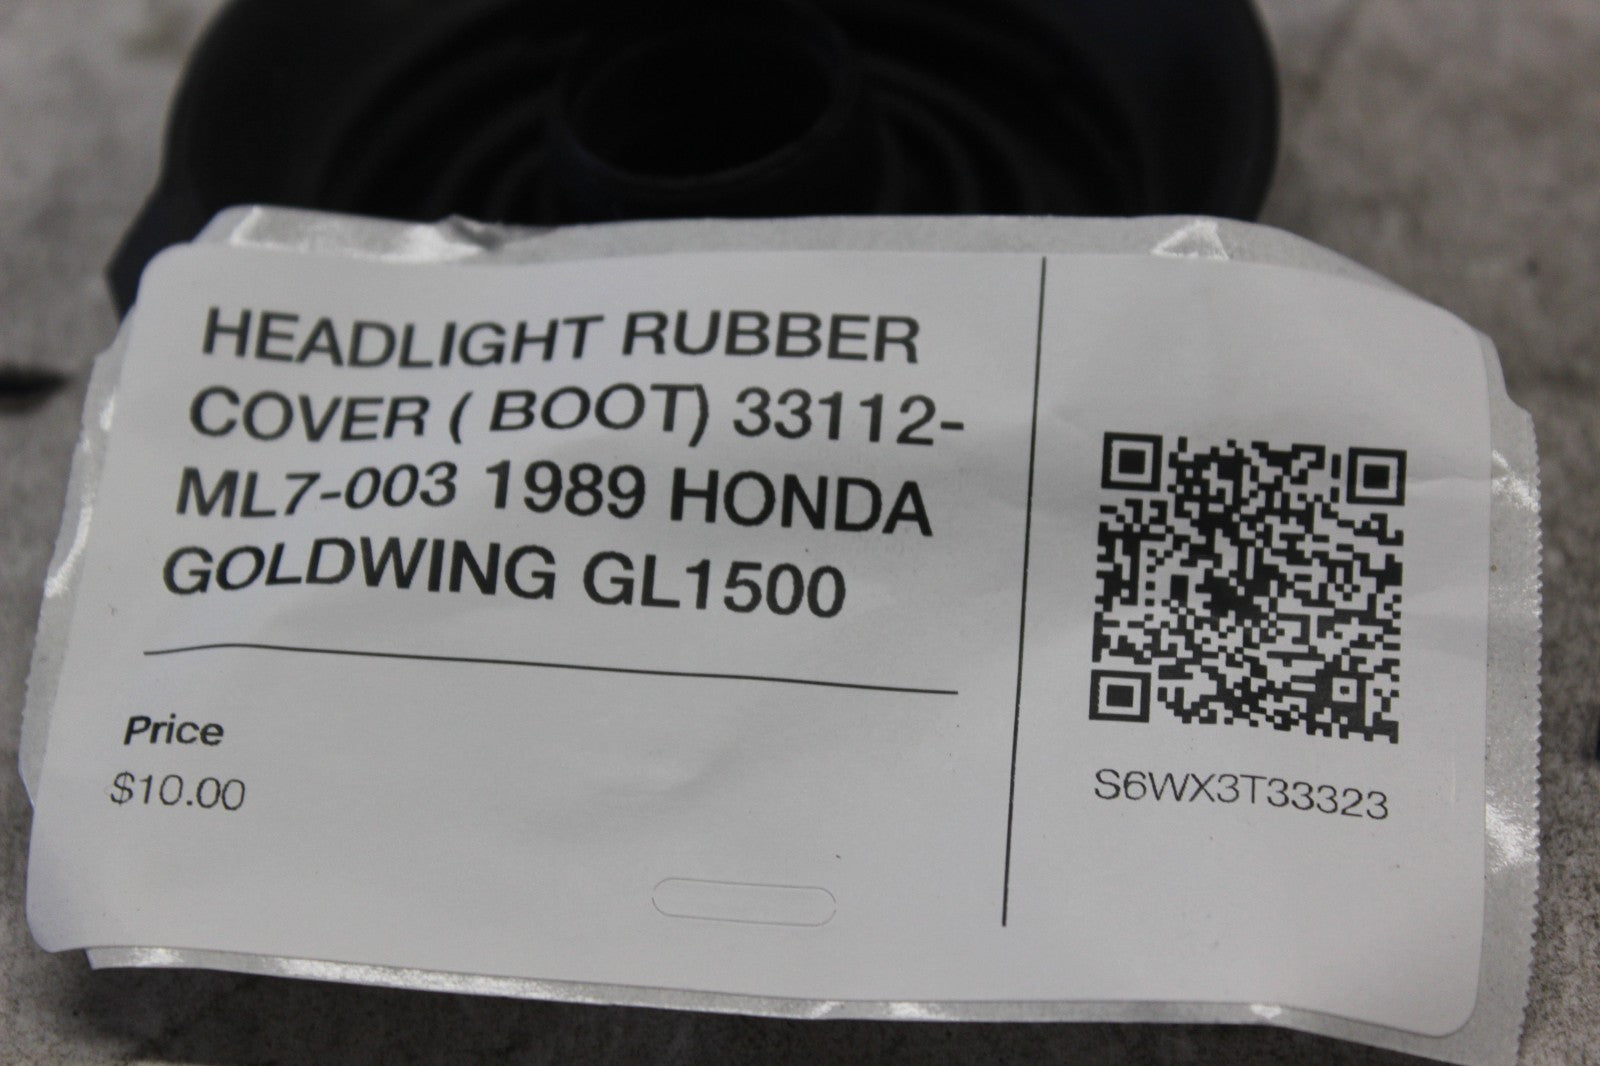 HEADLIGHT RUBBER
COVER ( BOOT) 33112-
ML7-003 1989 HONDA
GOLDWING GL1500
Price
$10.00
S6WX3T33323